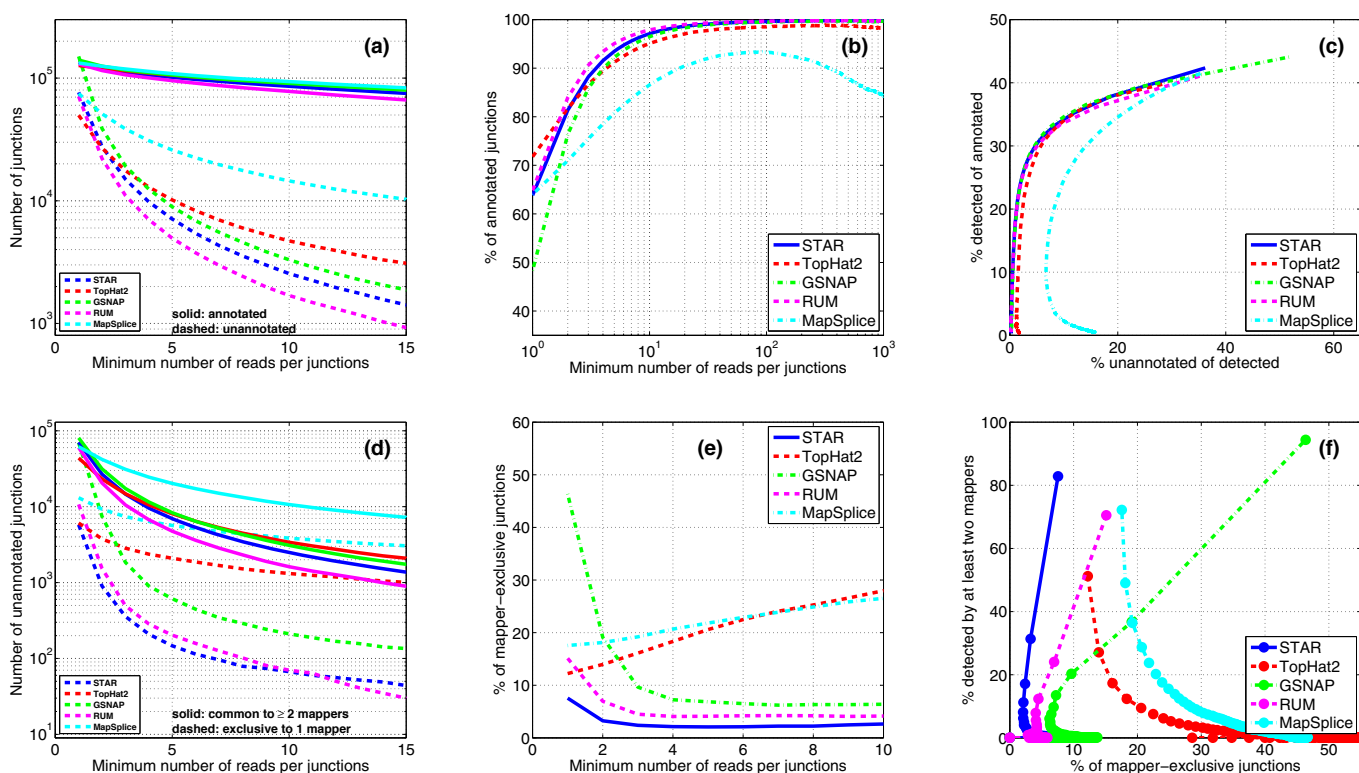 (a)
10^5
10^4
10^3
Number of junctions
0
5
10
15
Minimum number of reads per junctions
STAR
TopHat2
GSNAP
RUM
MapSplice
solid: annotated
dashed: unannotated
(b)
100
90
80
70
60
50
40
% of annotated junctions
10^0
10^1
10^2
10^3
Minimum number of reads per junctions
STAR
TopHat2
GSNAP
RUM
MapSplice
(c)
50
40
30
20
10
0
% detected of annotated
0
20
40
60
% unannotated of detected
STAR
TopHat2
GSNAP
RUM
MapSplice
(d)
10^5
10^4
10^3
10^2
10^1
Number of unannotated junctions
0
5
10
15
Minimum number of reads per junctions
STAR
TopHat2
GSNAP
RUM
MapSplice
solid: common to ≥ 2 mappers
dashed: exclusive to 1 mapper
(e)
60
50
40
30
20
10
0
% of mapper−exclusive junctions
0
2
4
6
8
10
Minimum number of reads per junctions
STAR
TopHat2
GSNAP
RUM
MapSplice
(f)
100
80
60
40
20
0
% detected by at least two mappers
0
10
20
30
40
50
% of mapper−exclusive junctions
STAR
TopHat2
GSNAP
RUM
MapSplice